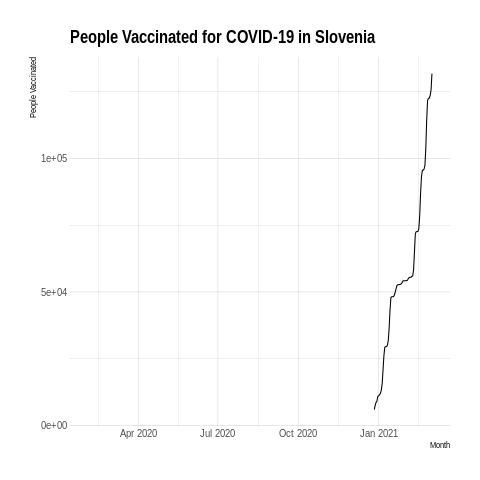 People Vaccinated for COVID-19 in Slovenia
People Vaccinated
1e+05
5e+04
0e+00
Apr 2020 Jul 2020 Oct 2020 Jan 2021
Month